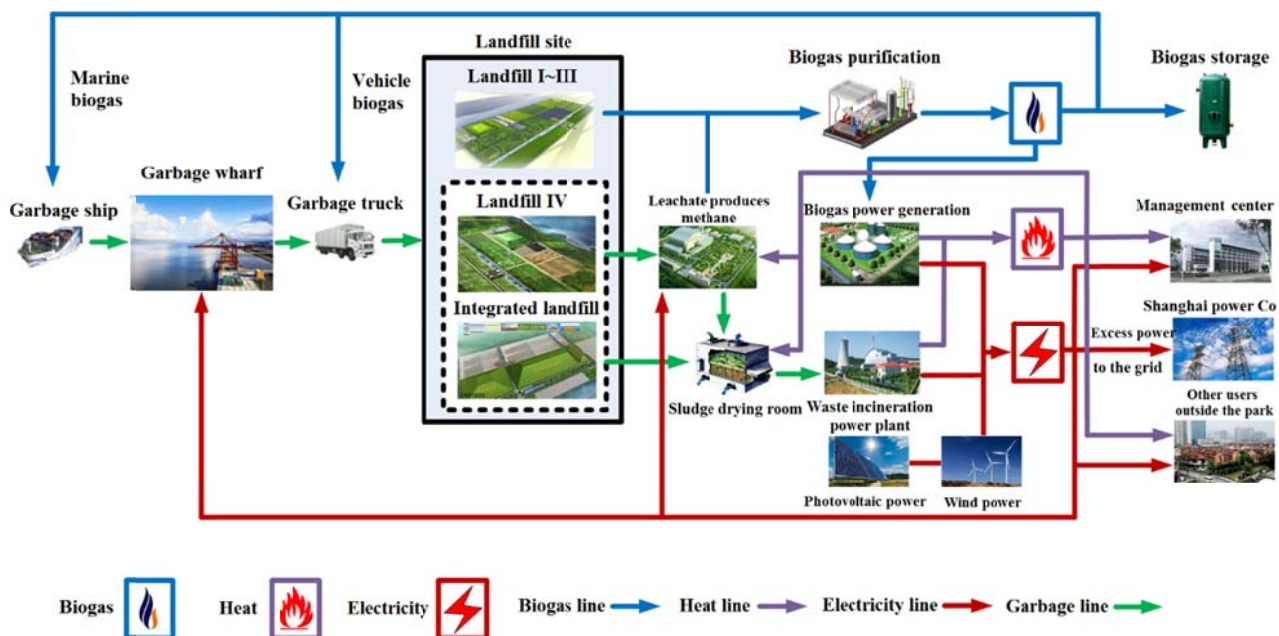 Landfill site
Marine
biogas
Vehicle
biogas
Landfill I~III
Biogas purification
Biogas storage
Garbage wharf
Garbage ship
Garbage truck
Landfill IV
Leachate produces
methane
Biogas power generation
Management center
Integrated landfill
Shanghai power Co
Excess power
to the grid
Sludge drying room
Waste incineration
power plant
Other users
outside the park
Photovoltaic power
Wind power
Biogas
Heat
Electricity
Biogas line
Heat line
Electricity line
Garbage line